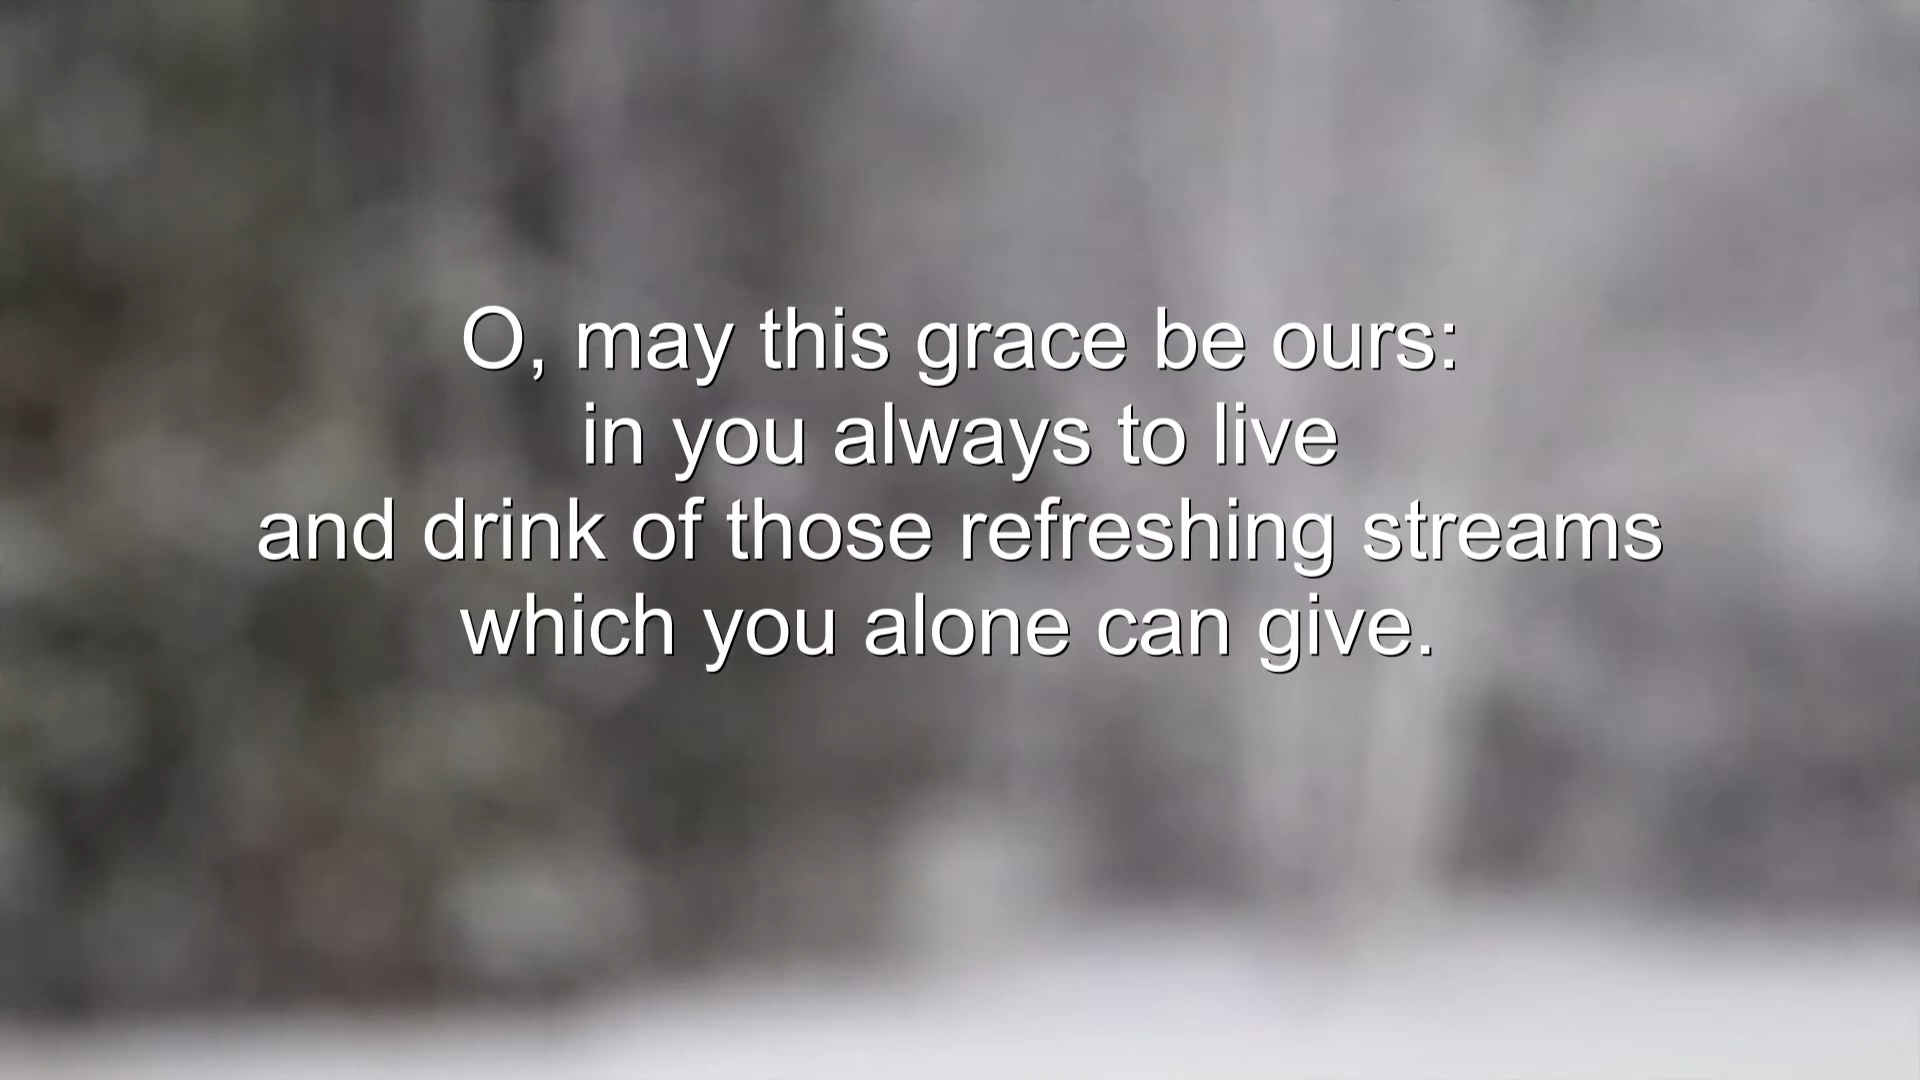 O, may this grace be ours:
in you always to live
and drink of those refreshing streams
which you alone can give.